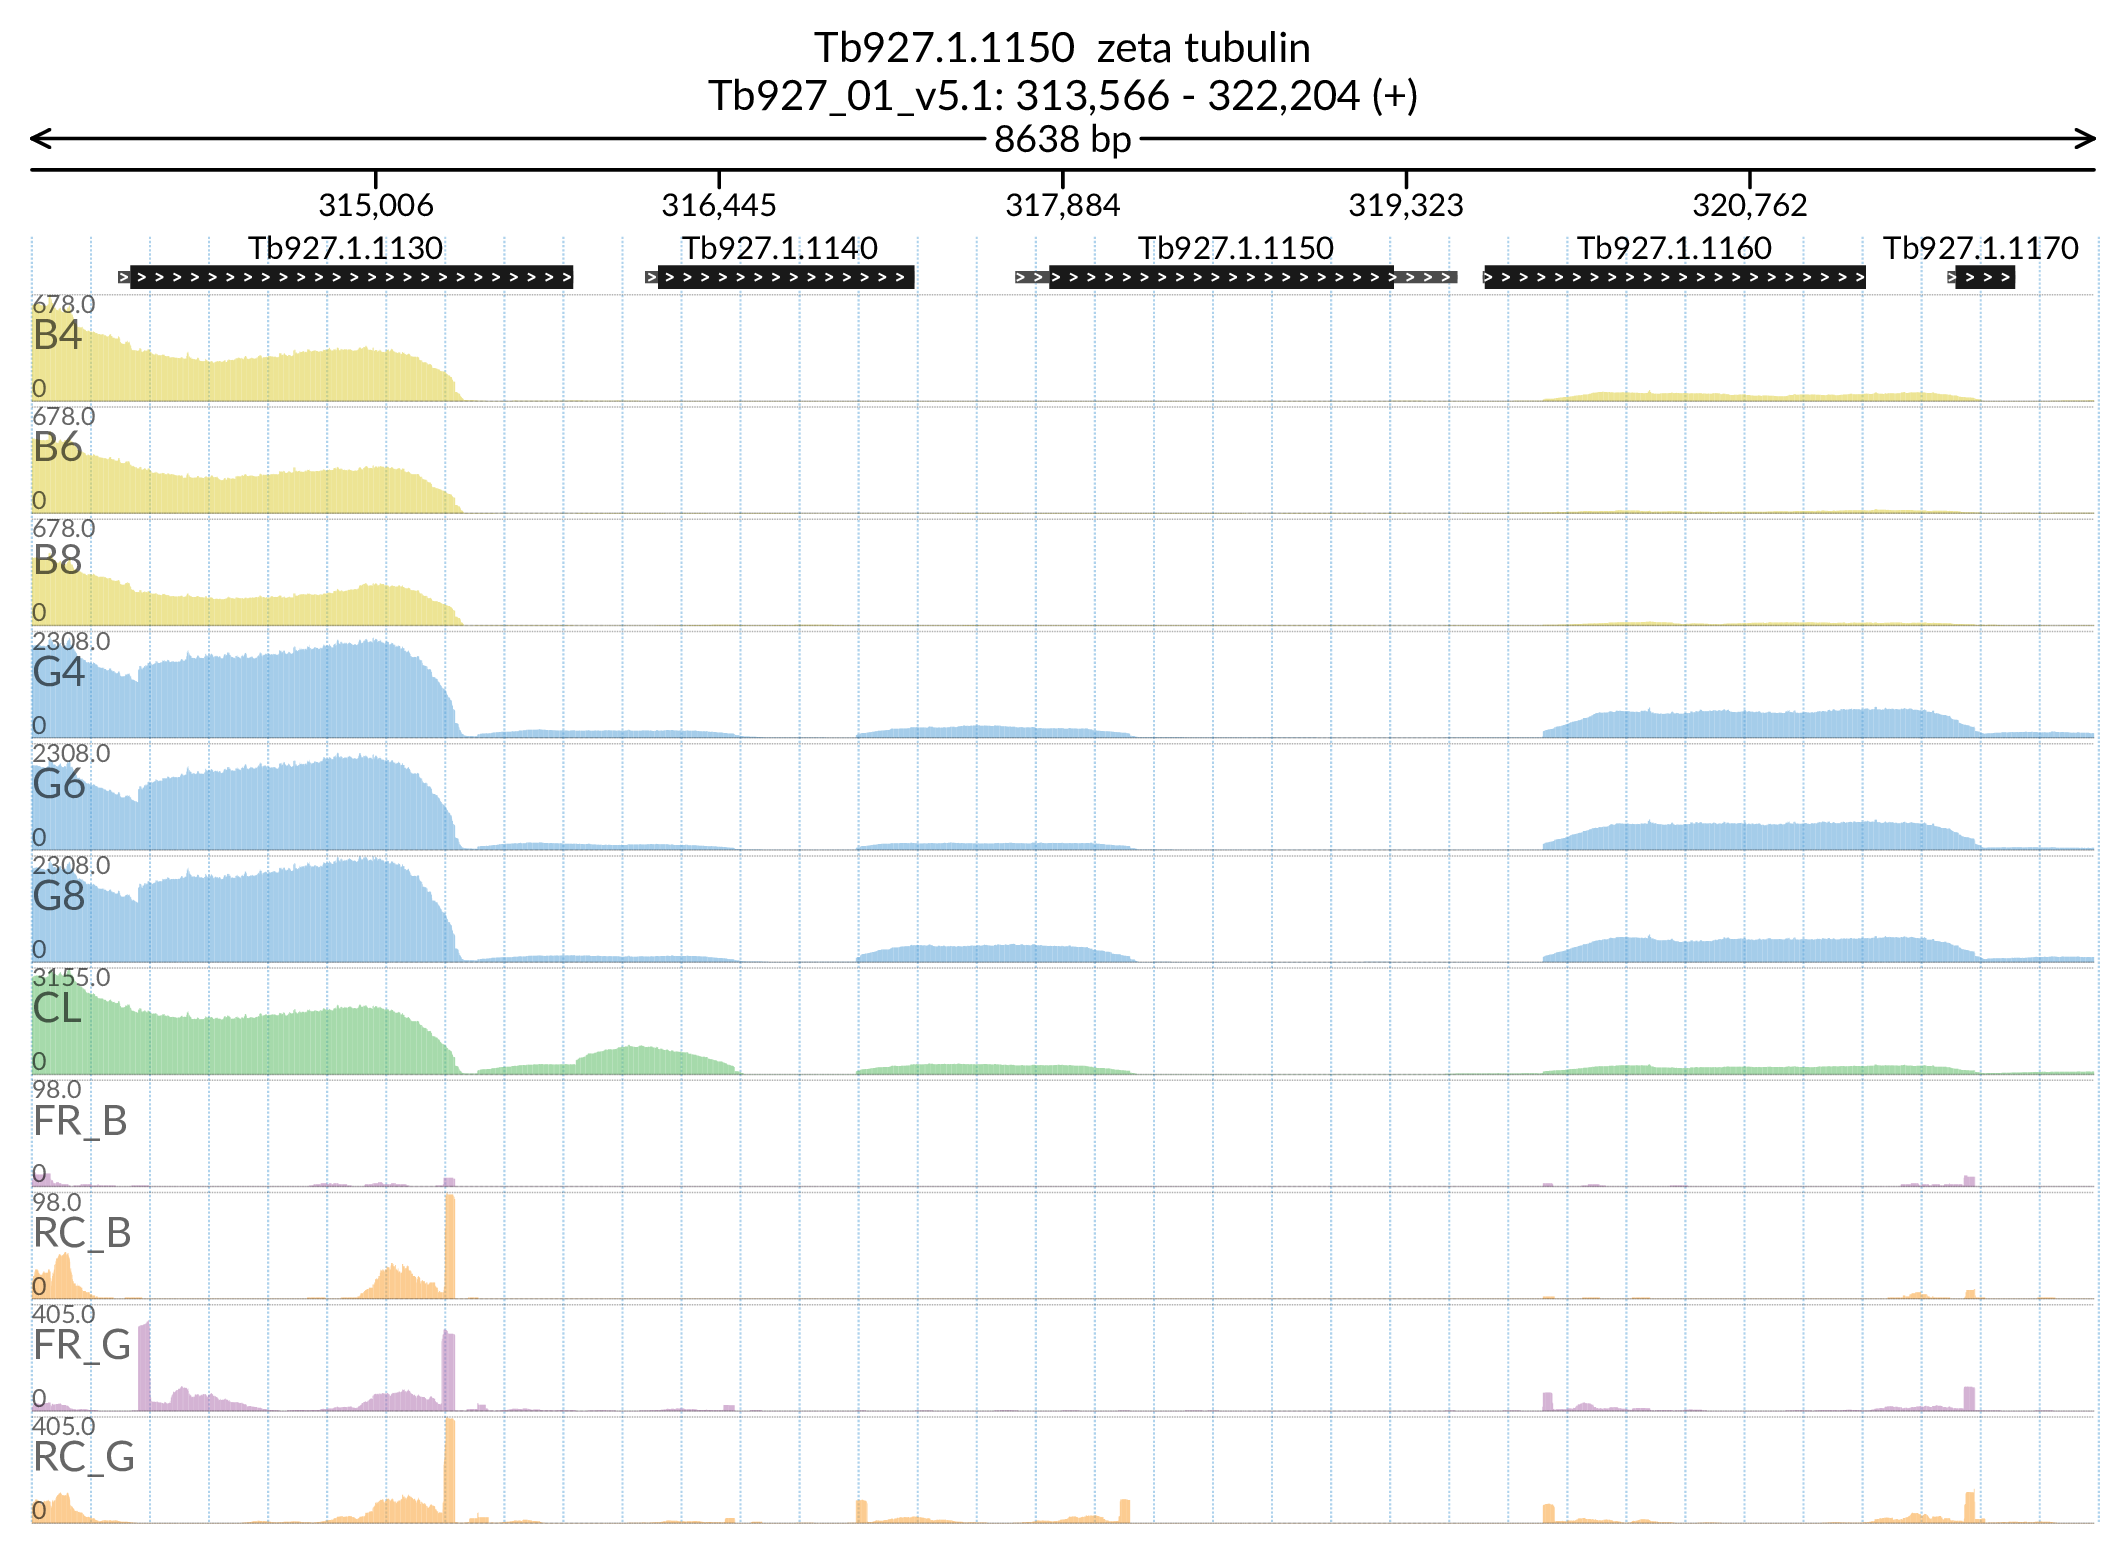 Tb927.1.1150 zeta tubulin
Tb927_01_v5.1: 313,566 - 322,204 (+)
8638 bp
315,006 316,445 317,884 319,323 320,762
Tb927.1.1130 Tb927.1.1140 Tb927.1.1150 Tb927.1.1160 Tb927.1.1170
678.0
B4
0
678.0
B6
0
678.0
B8
0
2308.0
G4
0
2308.0
G6
0
2308.0
G8
0
3155.0
CL
0
98.0
FR_B
0
98.0
RC_B
0
405.0
FR_G
0
405.0
RC_G
0